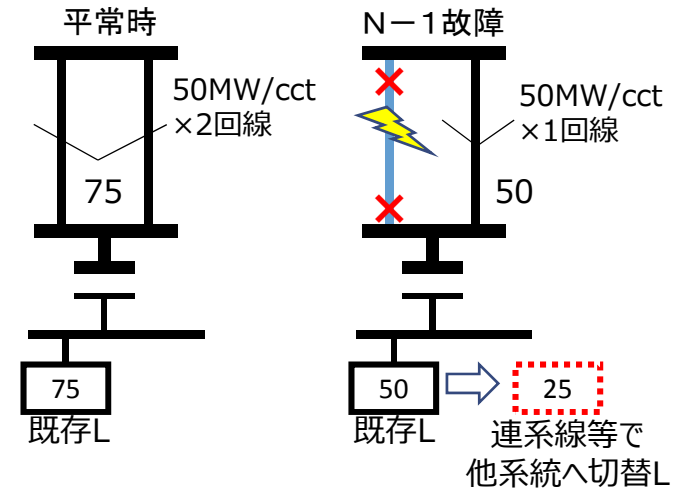 平常時
50MW/cct
×2回線
75
75
既存L
N－1故障
50MW/cct
×1回線
50
50
既存L
25
連系線等で
他系統へ切替L